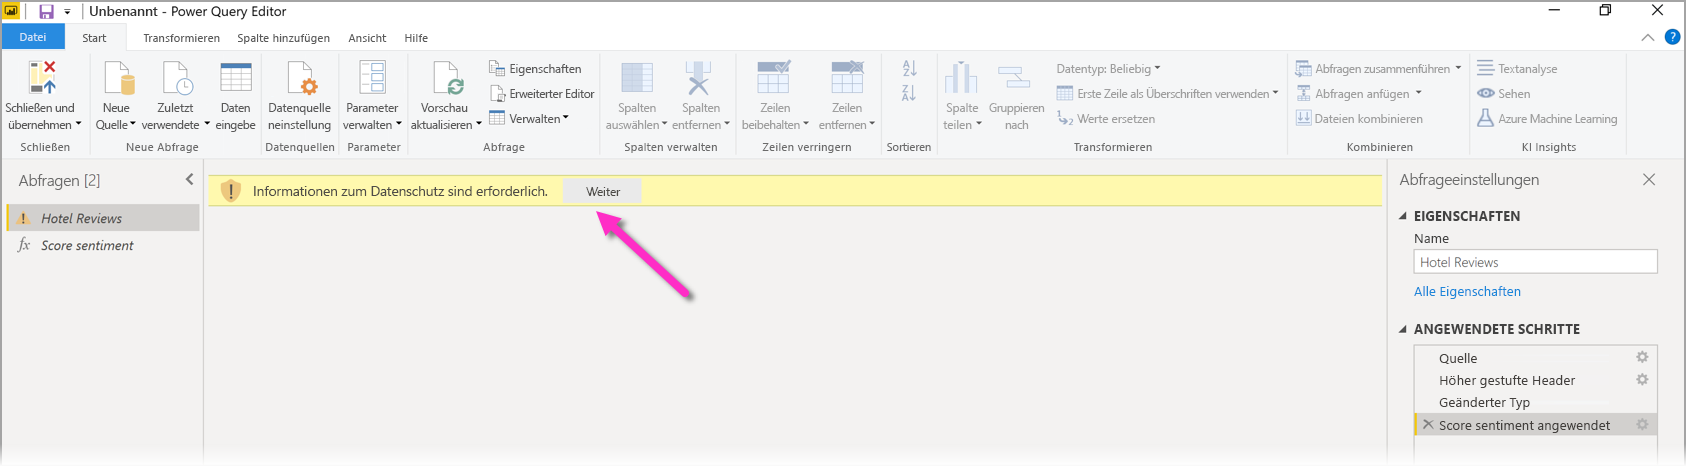 Unbenannt - Power Query Editor
Datei Start Transformieren Spalte hinzufügen Ansicht Hilfe
?
Schließen und übernehmen
Schließen
Neue Quelle
Zuletzt verwendete
Daten eingebe
Neue Abfrage
Datenquelle neinstellung
Datenquellen
Parameter verwalten
Parameter
Vorschau aktualisieren
Eigenschaften
Erweiterter Editor
Verwalten
Abfrage
Spalten auswählen
Spalten entfernen
Spalten verwalten
Zeilen beibehalten
Zeilen entfernen
Zeilen verringern
A Z
Z A
Sortieren
Spalte teilen
Gruppieren nach
Datentyp: Beliebig
Erste Zeile als Überschriften verwenden
1 2 Werte ersetzen
Transformieren
Abfragen zusammenführen
Abfragen anfügen
Dateien kombinieren
Kombinieren
Textanalyse
Sehen
Azure Machine Learning
KI Insights
Abfragen [2]
Hotel Reviews
fx Score sentiment
Informationen zum Datenschutz sind erforderlich. Weiter
Abfrageeinstellungen
EIGENSCHAFTEN
Name
Hotel Reviews
Alle Eigenschaften
ANGEWENDETE SCHRITTE
Quelle
Höher gestufte Header
Geänderter Typ
Score sentiment angewendet